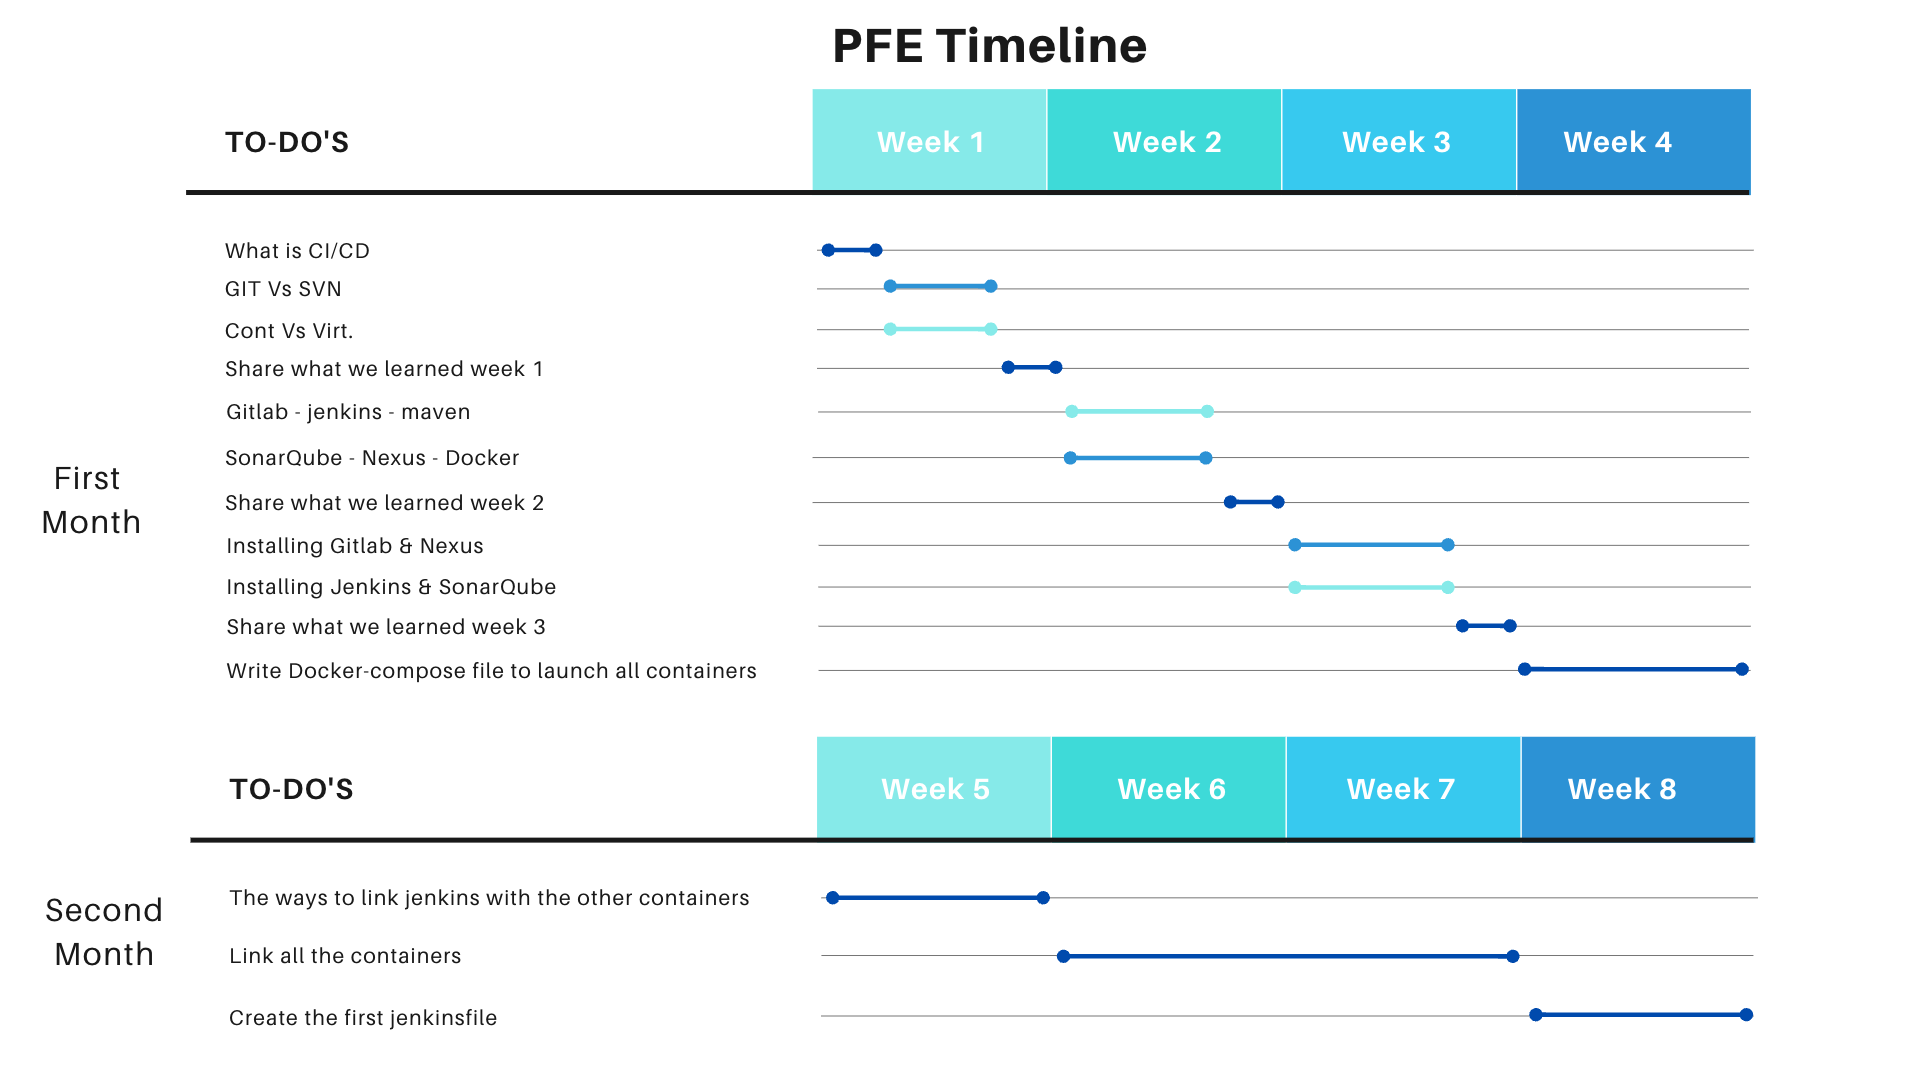 PFE Timeline
TO-DO'S
Week 1
Week 2
Week 3
Week 4
First
Month
What is CI/CD
GIT Vs SVN
Cont Vs Virt.
Share what we learned week 1
Gitlab - jenkins - maven
SonarQube - Nexus - Docker
Share what we learned week 2
Installing Gitlab & Nexus
Installing Jenkins & SonarQube
Share what we learned week 3
Write Docker-compose file to launch all containers
TO-DO'S
Week 5
Week 6
Week 7
Week 8
Second
Month
The ways to link jenkins with the other containers
Link all the containers
Create the first jenkinsfile